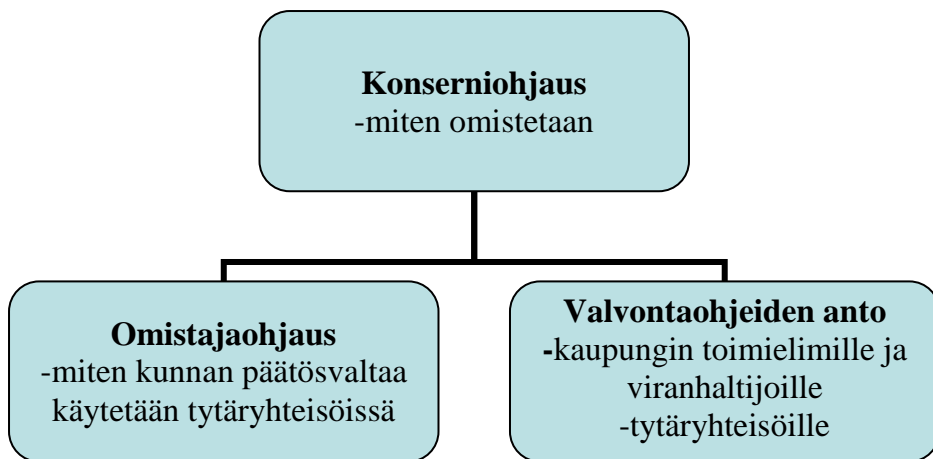 Konserniohjaus
-miten omistetaan
Omistajaohjaus
-miten kunnan päätösvaltaa
käytetään tytäryhteisöissä
Valvontaohjeiden anto
-kaupungin toimielimille ja
viranhaltijoille
-tytäryhteisöille